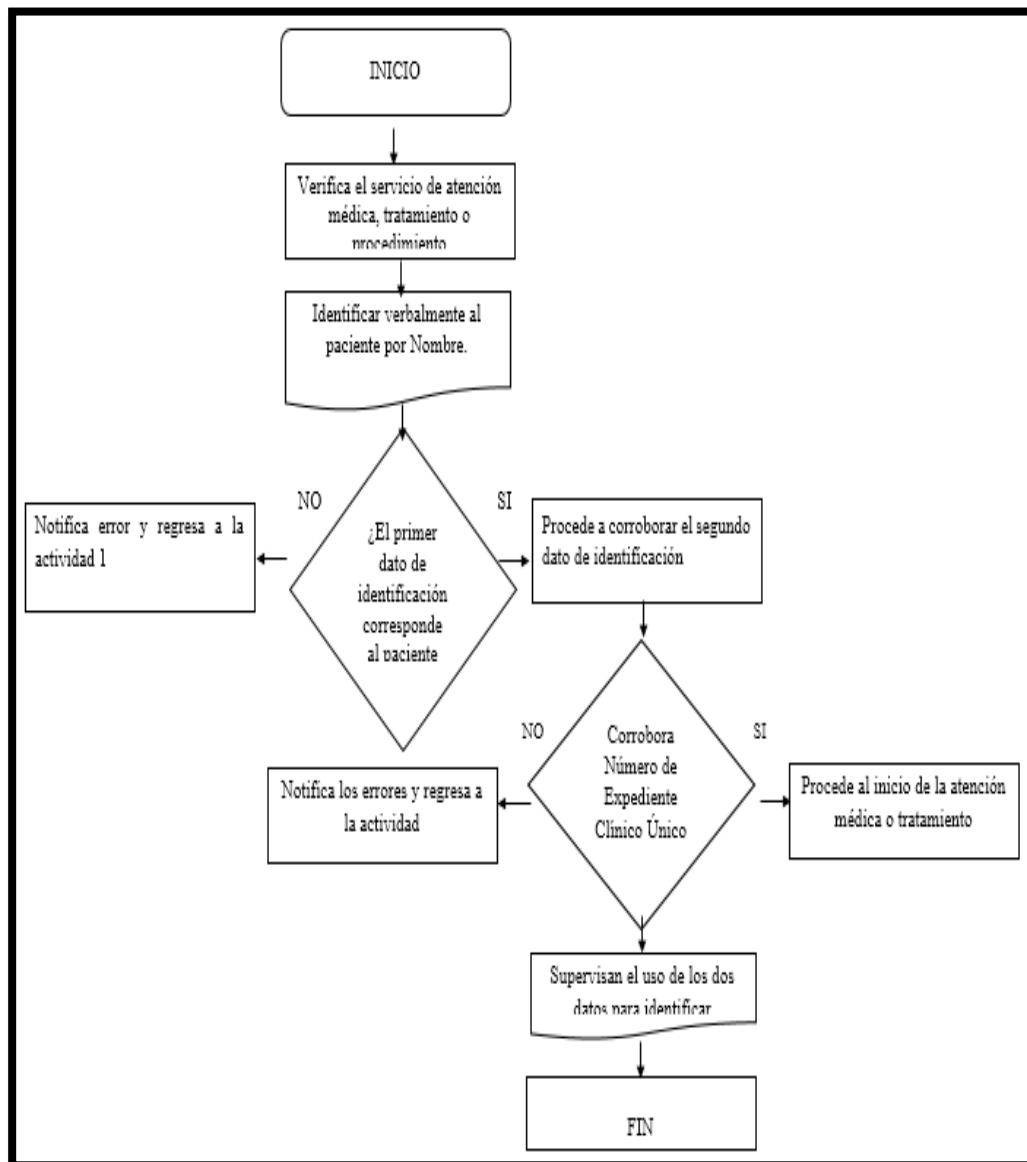 INICIO
Verifica el servicio de atención
médica, tratamiento o
procedimiento
Identificar verbalmente al
paciente por Nombre.
NO
SI
¿El primer
dato de
identificación
corresponde
al paciente
Notifica error y regresa a la
actividad 1
Procede a corroborar el segundo
dato de identificación
NO
SI
Corrobora
Número de
Expediente
Clínico Único
Notifica los errores y regresa a
la actividad
Procede al inicio de la atención
médica o tratamiento
Supervisan el uso de los dos
datos para identificar
FIN